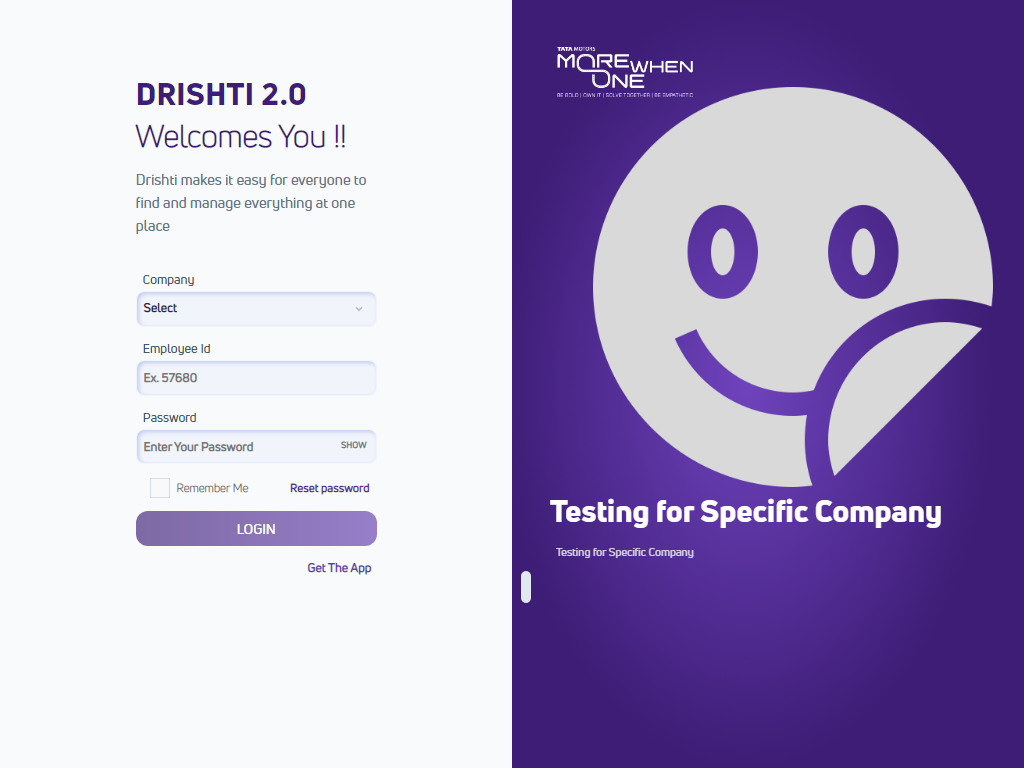 DRISHTI 2.0
Welcomes You !!
Drishti makes it easy for everyone to
find and manage everything at one
place
Company
Select
Employee Id
Ex. 57680
Password
Enter Your Password SHOW
Remember Me Reset password
LOGIN
Get The App
TATA MOTORS
MORE WHEN
ONE
BE BOLD | OWN IT | SOLVE TOGETHER | BE EMPATHETIC
Testing for Specific Company
Testing for Specific Company